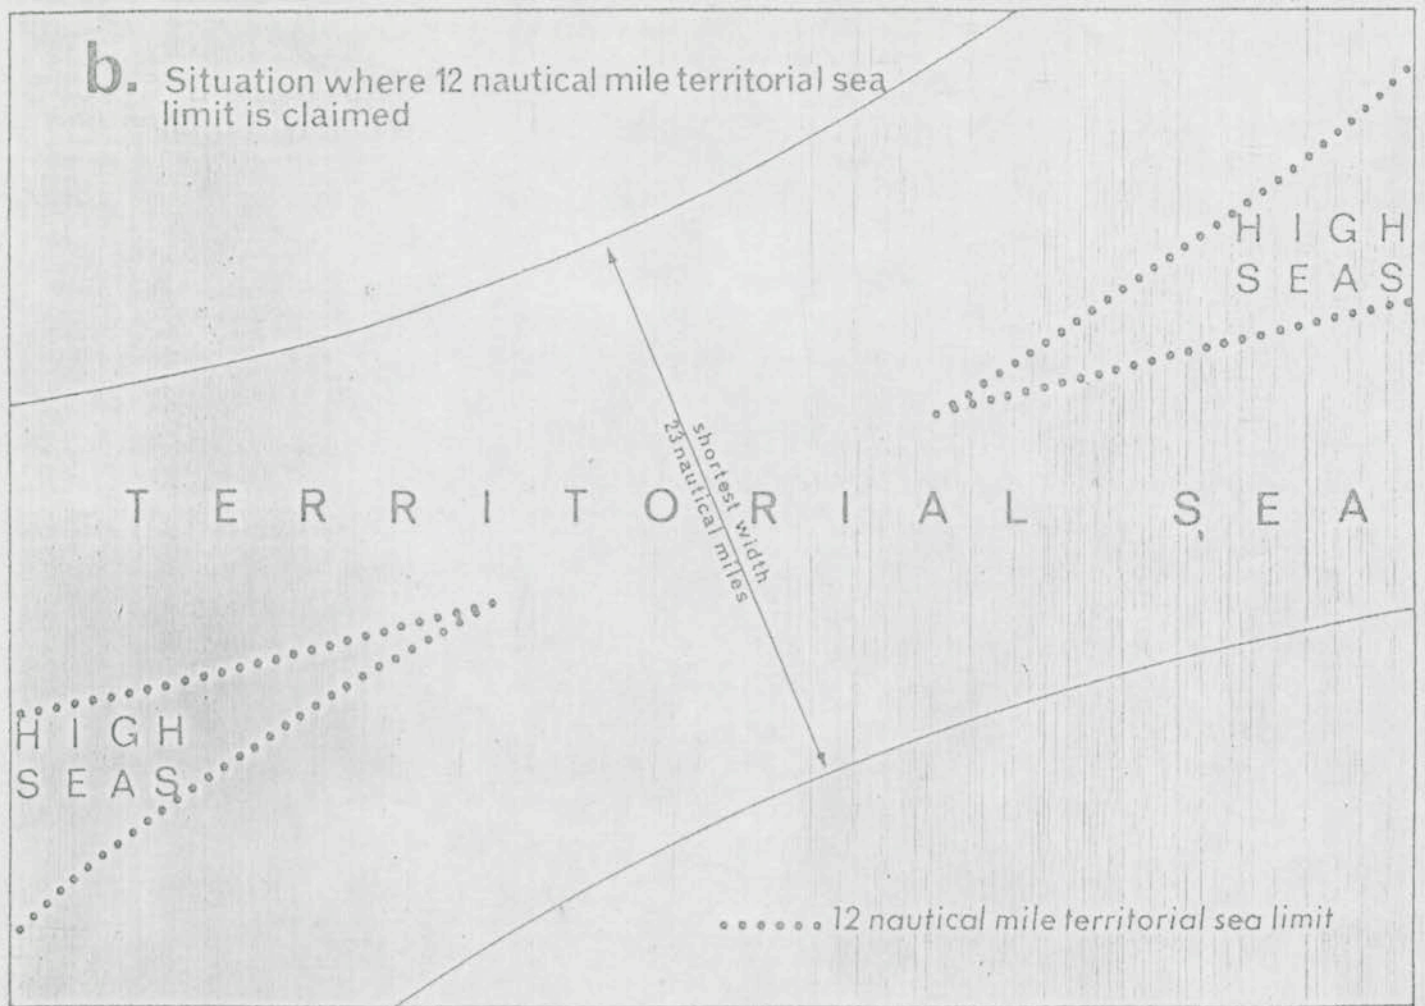 b. Situation where 12 nautical mile territorial sea
limit is claimed
HIGH
SEAS
shortest width
23 nautical miles
TERRITORIAL SEA
HIGH
SEAS
12 nautical mile territorial sea limit